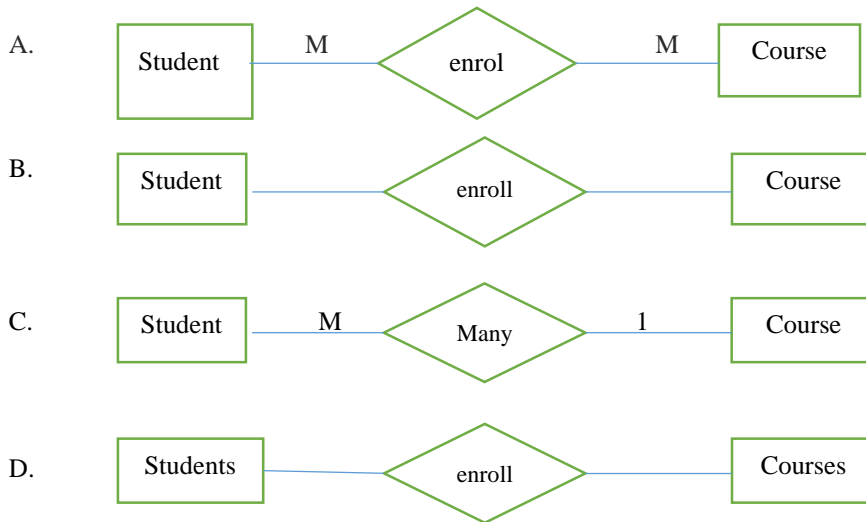 A. Student M enrol M Course
B. Student enroll Course
C. Student M Many 1 Course
D. Students enroll Courses